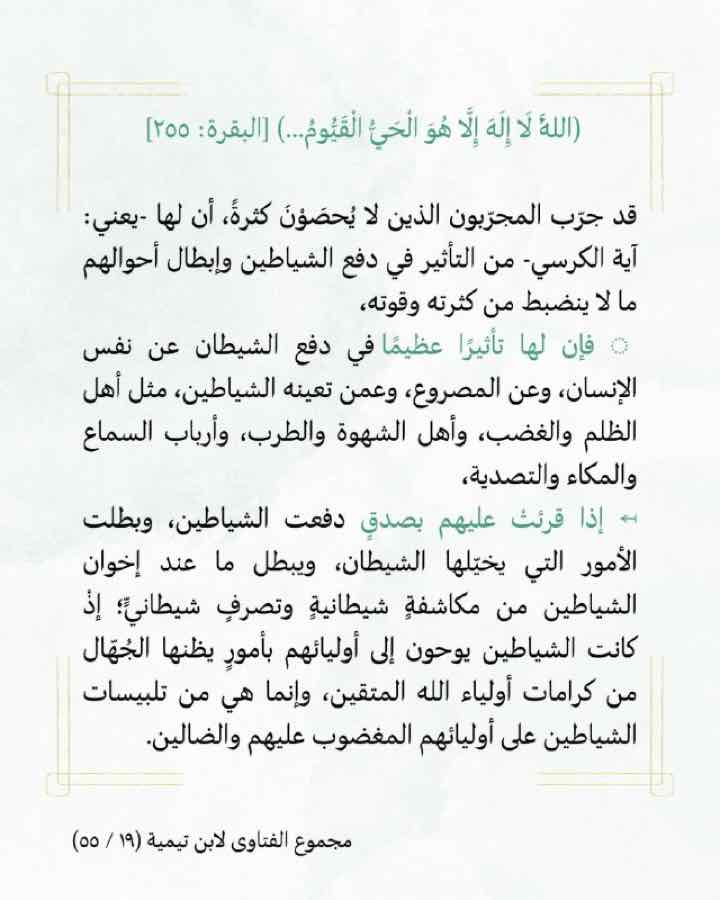 (اللهُ لَا إِلَهَ إِلَّا هُوَ الْحَيُّ الْقَيُّومُ...) [البقرة: ٢٥٥]
قد جرّب المجرّبون الذين لا يُحصَوْنَ كثرةً، أن لها -يعني:
آية الكرسي- من التأثير في دفع الشياطين وإبطال أحوالهم
ما لا ينضبط من كثرته وقوته،
◌ فإن لها تأثيرًا عظيمًا في دفع الشيطان عن نفس
الإنسان، وعن المصروع، وعمن تعينه الشياطين، مثل أهل
الظلم والغضب، وأهل الشهوة والطرب، وأرباب السماع
والمكاء والتصدية،
↤ إذا قرئتْ عليهم بصدقٍ دفعت الشياطين، وبطلت
الأمور التي يخيّلها الشيطان، ويبطل ما عند إخوان
الشياطين من مكاشفةٍ شيطانيةٍ وتصرفٍ شيطانيٍّ؛ إذْ
كانت الشياطين يوحون إلى أوليائهم بأمورٍ يظنها الجُهّال
من كرامات أولياء الله المتقين، وإنما هي من تلبيسات
الشياطين على أوليائهم المغضوب عليهم والضالين.
مجموع الفتاوى لابن تيمية (١٩ / ٥٥)